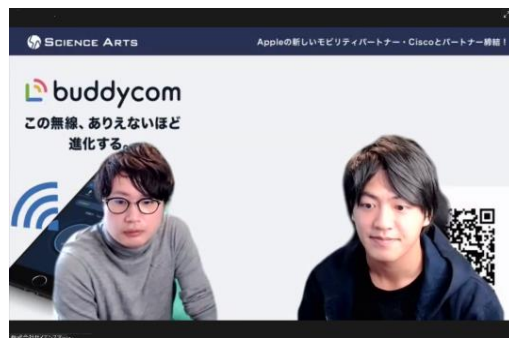 SCIENCE ARTS
Appleの新しいモビリティパートナー・Ciscoとパートナー締結！
buddycom
この無線、ありえないほど
進化する。